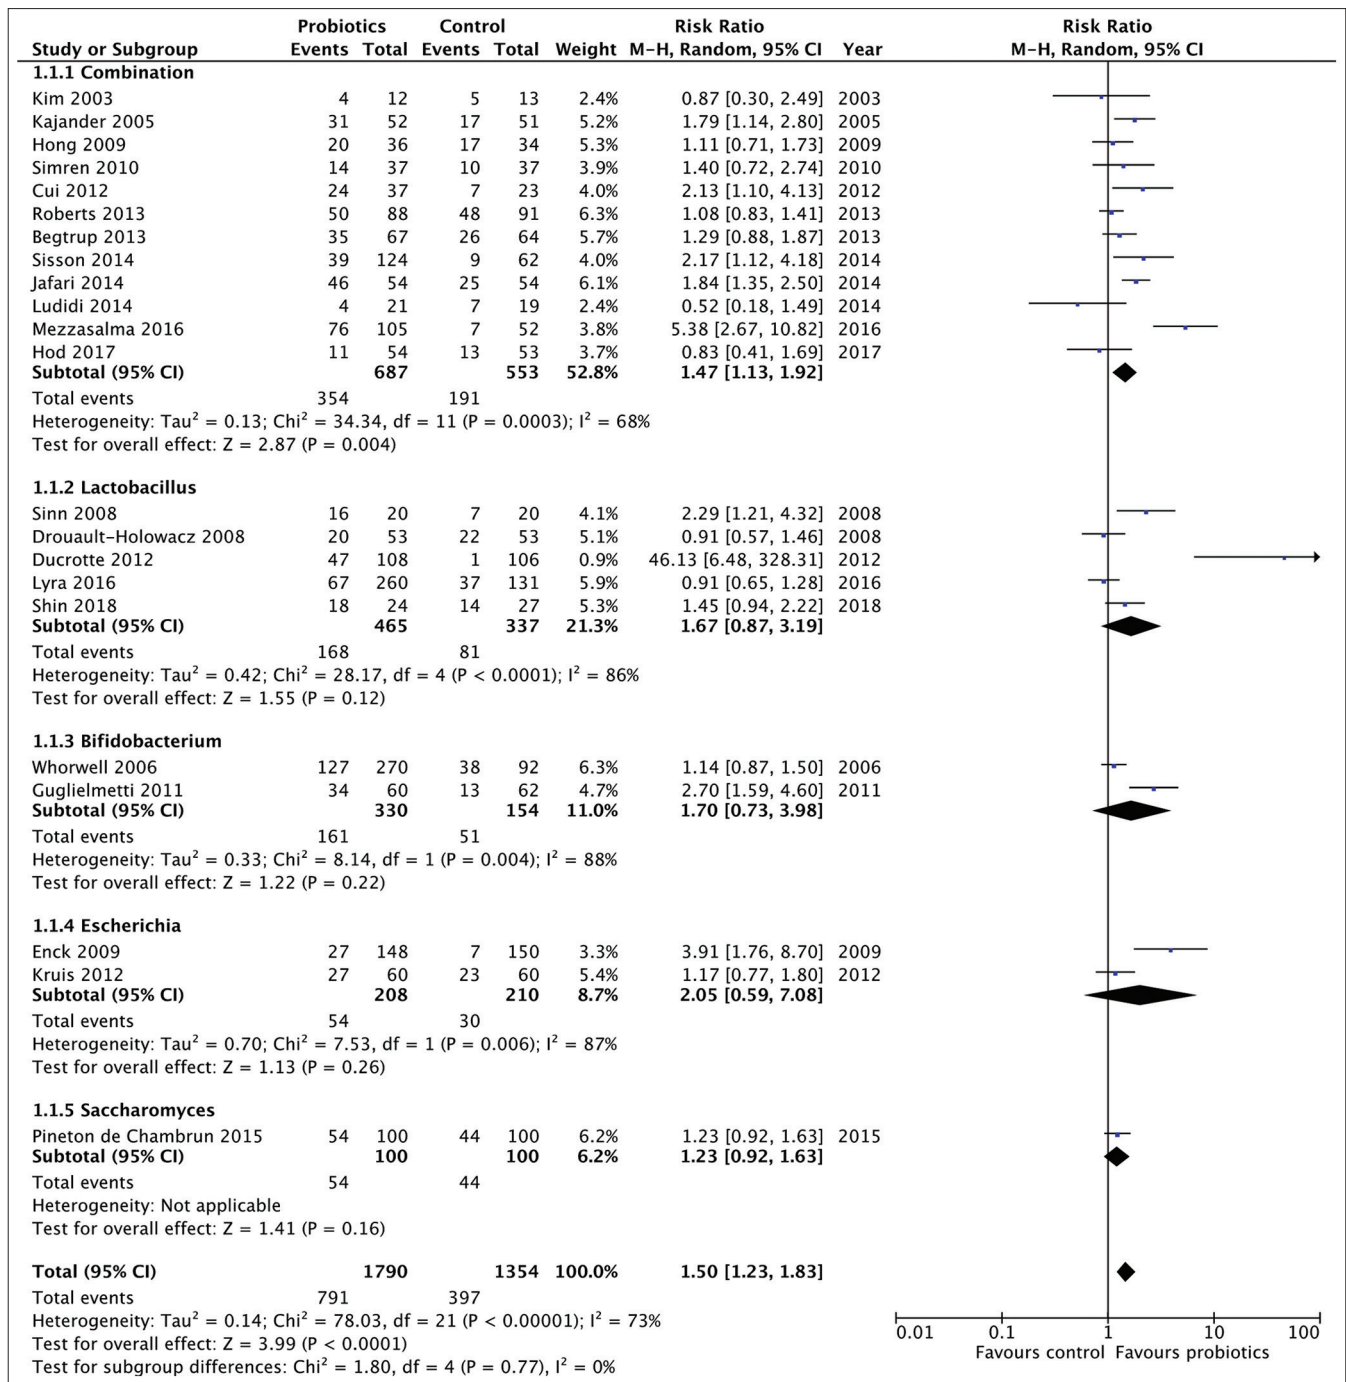 Probiotics Control Risk Ratio Risk Ratio
Study or Subgroup Events Total Events Total Weight M-H, Random, 95% CI Year M-H, Random, 95% CI
1.1.1 Combination
Kim 2003 4 12 5 13 2.4% 0.87 [0.30, 2.49] 2003
Kajander 2005 31 52 17 51 5.2% 1.79 [1.14, 2.80] 2005
Hong 2009 20 36 17 34 5.3% 1.11 [0.71, 1.73] 2009
Simren 2010 14 37 10 37 3.9% 1.40 [0.72, 2.74] 2010
Cui 2012 24 37 7 23 4.0% 2.13 [1.10, 4.13] 2012
Roberts 2013 50 88 48 91 6.3% 1.08 [0.83, 1.41] 2013
Begtrup 2013 35 67 26 64 5.7% 1.29 [0.88, 1.87] 2013
Sisson 2014 39 124 9 62 4.0% 2.17 [1.12, 4.18] 2014
Jafari 2014 46 54 25 54 6.1% 1.84 [1.35, 2.50] 2014
Ludidi 2014 4 21 7 19 2.4% 0.52 [0.18, 1.49] 2014
Mezzasalma 2016 76 105 7 52 3.8% 5.38 [2.67, 10.82] 2016
Hod 2017 11 54 13 53 3.7% 0.83 [0.41, 1.69] 2017
Subtotal (95% CI) 687 553 52.8% 1.47 [1.13, 1.92]
Total events 354 191
Heterogeneity: Tau² = 0.13; Chi² = 34.34, df = 11 (P = 0.0003); I² = 68%
Test for overall effect: Z = 2.87 (P = 0.004)
1.1.2 Lactobacillus
Sinn 2008 16 20 7 20 4.1% 2.29 [1.21, 4.32] 2008
Drouault-Holowacz 2008 20 53 22 53 5.1% 0.91 [0.57, 1.46] 2008
Ducrotte 2012 47 108 1 106 0.9% 46.13 [6.48, 328.31] 2012
Lyra 2016 67 260 37 131 5.9% 0.91 [0.65, 1.28] 2016
Shin 2018 18 24 14 27 5.3% 1.45 [0.94, 2.22] 2018
Subtotal (95% CI) 465 337 21.3% 1.67 [0.87, 3.19]
Total events 168 81
Heterogeneity: Tau² = 0.42; Chi² = 28.17, df = 4 (P < 0.0001); I² = 86%
Test for overall effect: Z = 1.55 (P = 0.12)
1.1.3 Bifidobacterium
Whorwell 2006 127 270 38 92 6.3% 1.14 [0.87, 1.50] 2006
Guglielmetti 2011 34 60 13 62 4.7% 2.70 [1.59, 4.60] 2011
Subtotal (95% CI) 330 154 11.0% 1.70 [0.73, 3.98]
Total events 161 51
Heterogeneity: Tau² = 0.33; Chi² = 8.14, df = 1 (P = 0.004); I² = 88%
Test for overall effect: Z = 1.22 (P = 0.22)
1.1.4 Escherichia
Enck 2009 27 148 7 150 3.3% 3.91 [1.76, 8.70] 2009
Kruis 2012 27 60 23 60 5.4% 1.17 [0.77, 1.80] 2012
Subtotal (95% CI) 208 210 8.7% 2.05 [0.59, 7.08]
Total events 54 30
Heterogeneity: Tau² = 0.70; Chi² = 7.53, df = 1 (P = 0.006); I² = 87%
Test for overall effect: Z = 1.13 (P = 0.26)
1.1.5 Saccharomyces
Pineton de Chambrun 2015 54 100 44 100 6.2% 1.23 [0.92, 1.63] 2015
Subtotal (95% CI) 100 100 6.2% 1.23 [0.92, 1.63]
Total events 54 44
Heterogeneity: Not applicable
Test for overall effect: Z = 1.41 (P = 0.16)
Total (95% CI) 1790 1354 100.0% 1.50 [1.23, 1.83]
Total events 791 397
Heterogeneity: Tau² = 0.14; Chi² = 78.03, df = 21 (P < 0.00001); I² = 73%
Test for overall effect: Z = 3.99 (P < 0.0001)
Test for subgroup differences: Chi² = 1.80, df = 4 (P = 0.77), I² = 0%
0.01 0.1 1 10 100
Favours control Favours probiotics